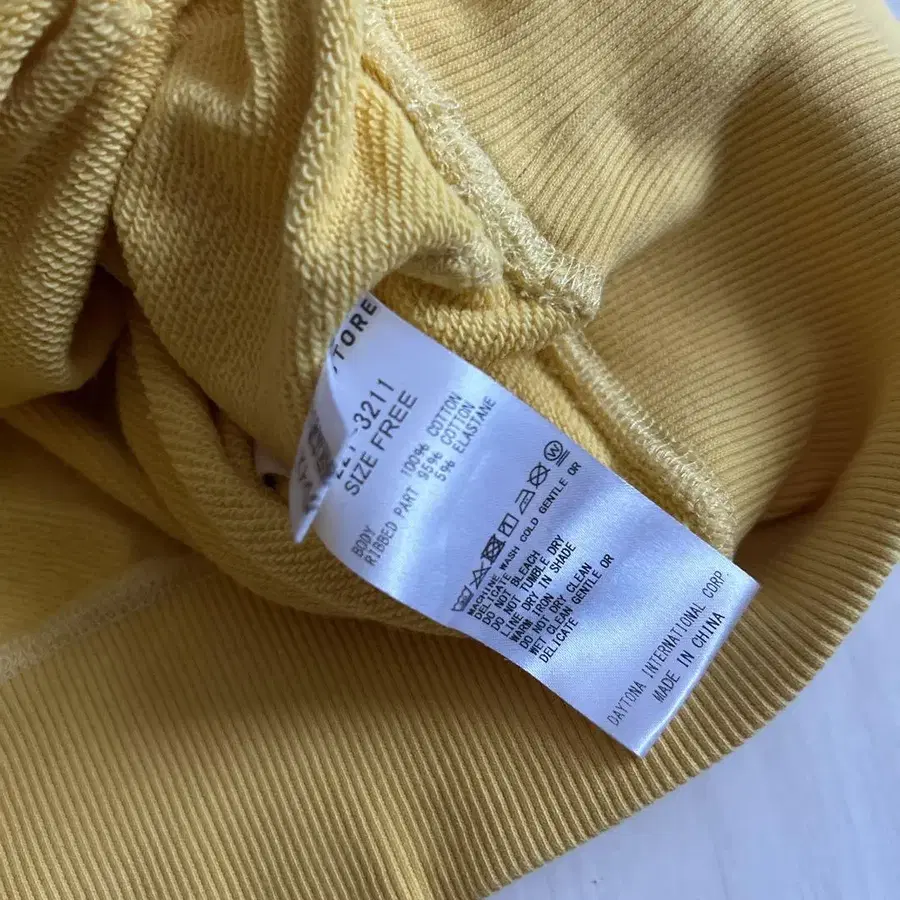 TORE
221-3211
SIZE FREE
BODY 100% COTTON
RIBBED PART 95% COTTON
5% ELASTANE
MACHINE WASH COLD GENTLE OR
DELICATE
DO NOT BLEACH
DO NOT TUMBLE DRY
LINE DRY IN SHADE
WARM IRON
DO NOT DRY CLEAN
WET CLEAN GENTLE OR
DELICATE
DAYTONA INTERNATIONAL CORP
MADE IN CHINA